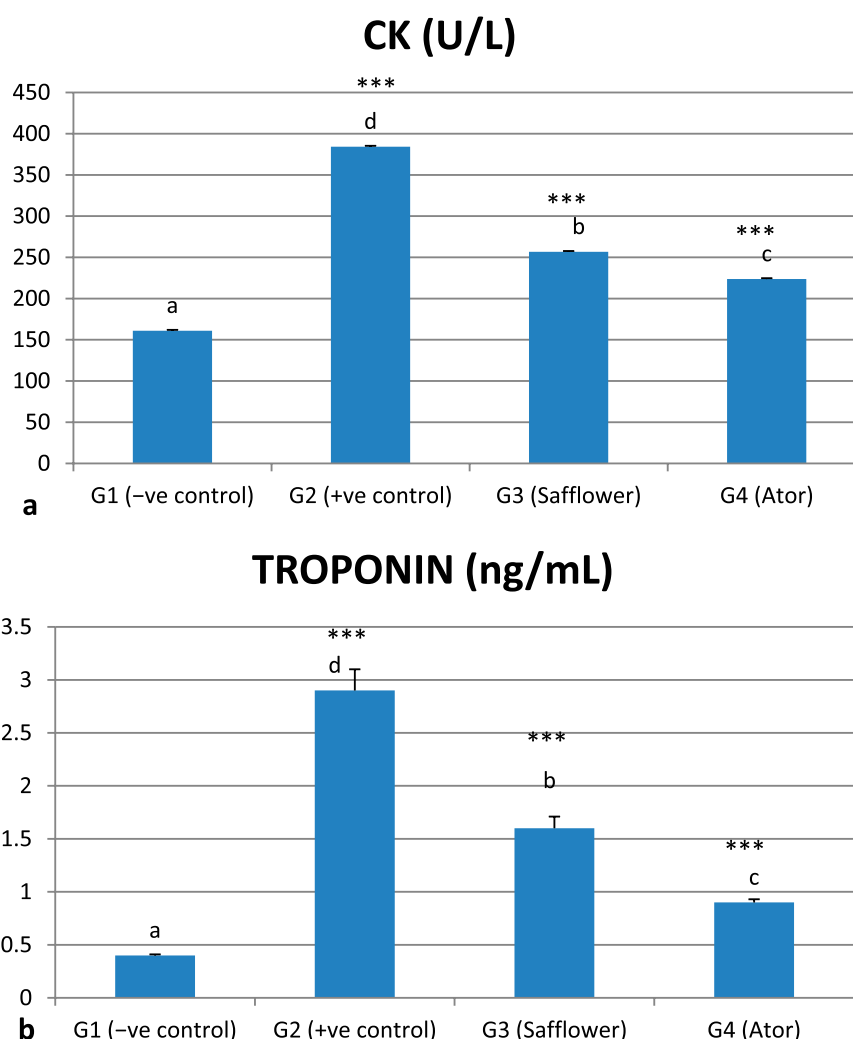 CK (U/L)
***
450
d
400
350
***
300
b
***
250
c
200
a
150
100
50
0
G1 (−ve control) G2 (+ve control) G3 (Safflower) G4 (Ator)
a
TROPONIN (ng/mL)
3.5
***
d
3
***
2.5
b
2
1.5
***
c
1
a
0.5
0
G1 (−ve control) G2 (+ve control) G3 (Safflower) G4 (Ator)
b